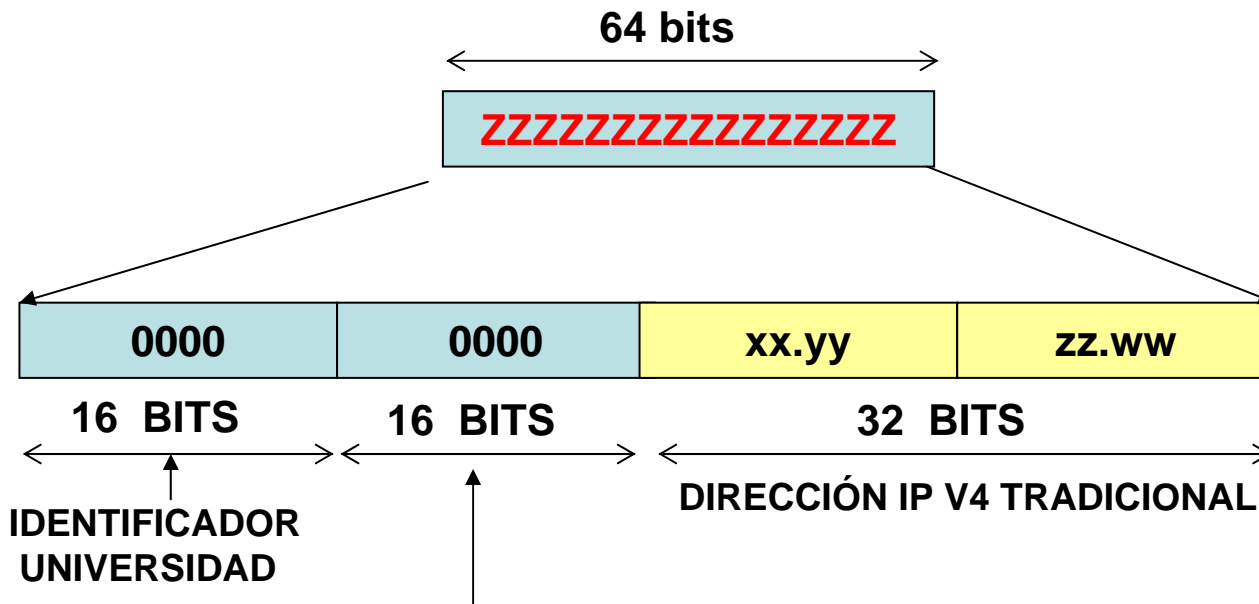 64 bits
ZZZZZZZZZZZZZZZZ
0000 0000 xx.yy zz.ww
16 BITS 16 BITS 32 BITS
DIRECCIÓN IP V4 TRADICIONAL
IDENTIFICADOR
UNIVERSIDAD